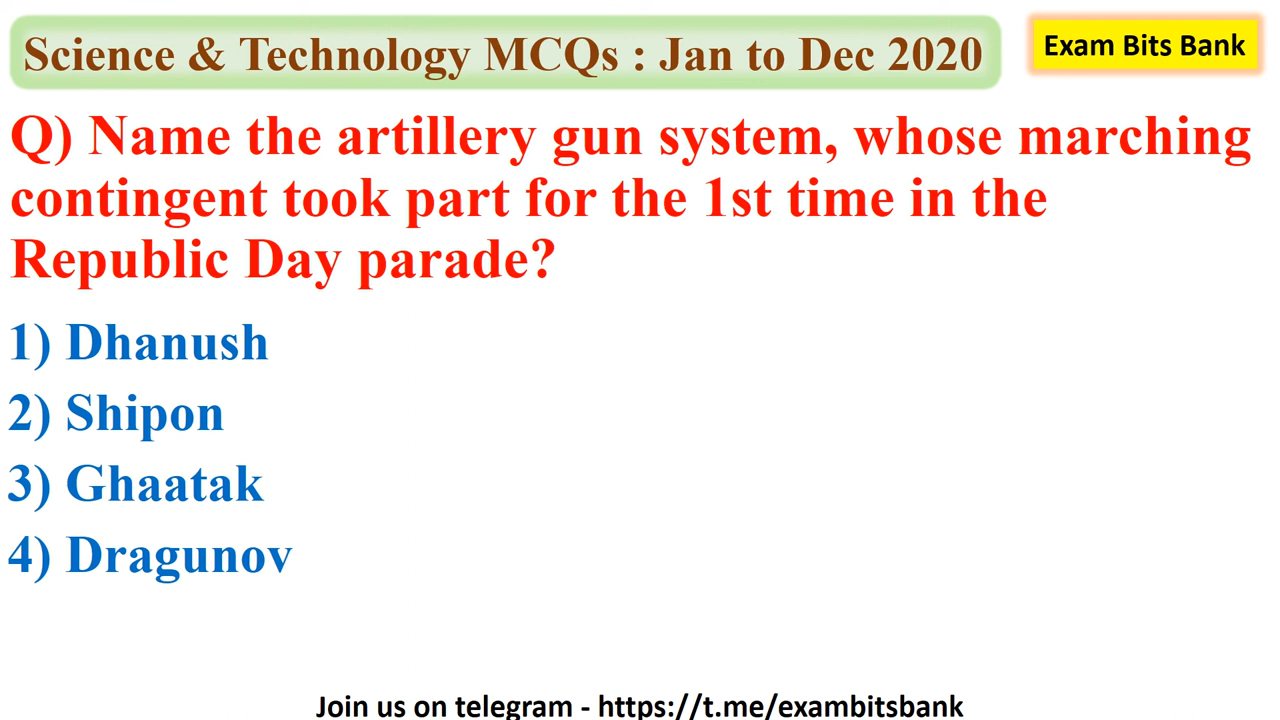 Science & Technology MCQs : Jan to Dec 2020
Exam Bits Bank
Q) Name the artillery gun system, whose marching
contingent took part for the 1st time in the
Republic Day parade?
1) Dhanush
2) Shipon
3) Ghaatak
4) Dragunov
Join us on telegram - https://t.me/exambitsbank